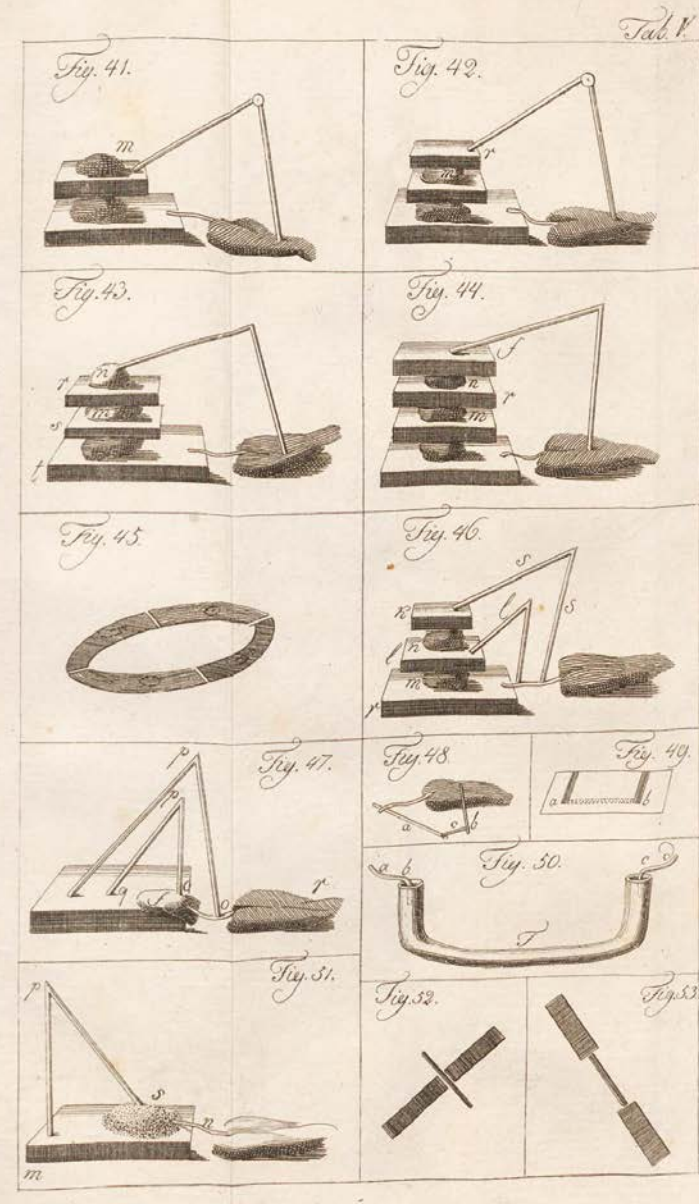 Tab. V.
Fig. 41.
m
Fig. 42.
r
m
Fig. 43.
n
r
m
s
t
Fig. 44.
f
n
r
m
Fig. 45.
Fig. 46.
s
k
l
s
n
l
m
r
Fig. 47.
p
p
q
o
r
Fig. 48.
a
c
b
Fig. 49.
a
b
Fig. 50.
a
b
c
d
T
Fig. 51.
p
s
n
m
Fig. 52.
Fig. 53